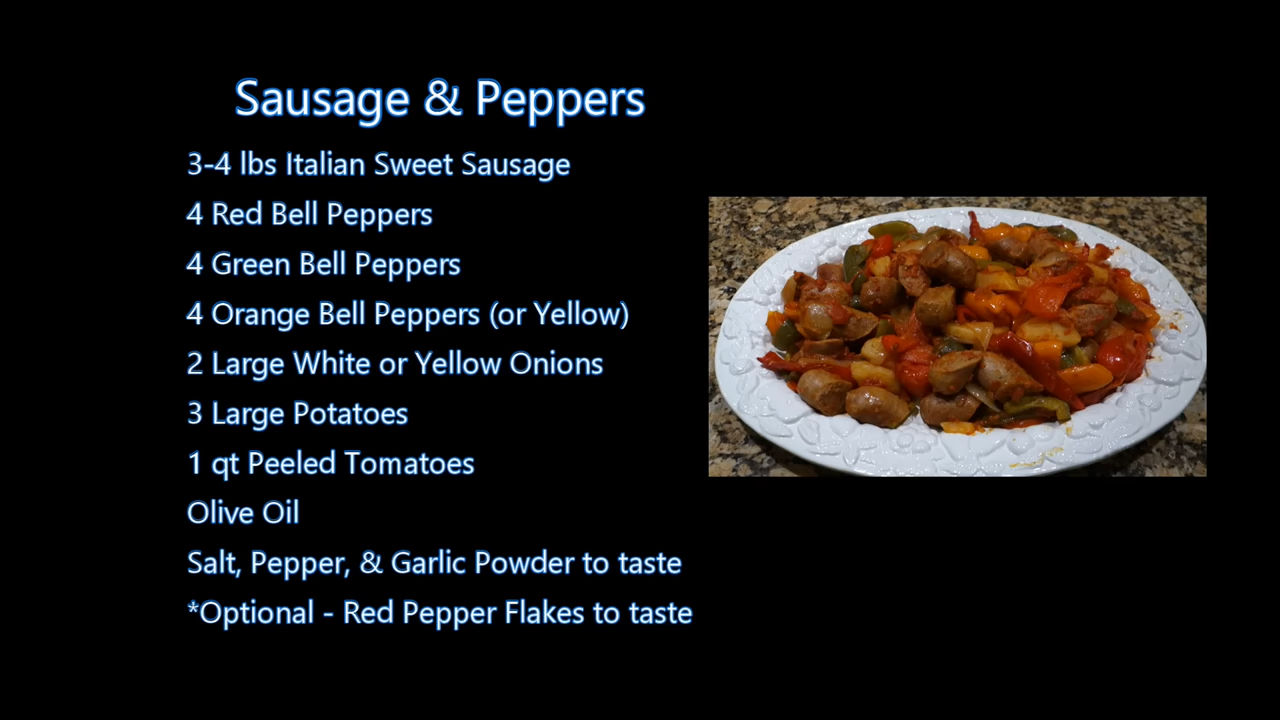 Sausage & Peppers
3-4 lbs Italian Sweet Sausage
4 Red Bell Peppers
4 Green Bell Peppers
4 Orange Bell Peppers (or Yellow)
2 Large White or Yellow Onions
3 Large Potatoes
1 qt Peeled Tomatoes
Olive Oil
Salt, Pepper, & Garlic Powder to taste
*Optional - Red Pepper Flakes to taste